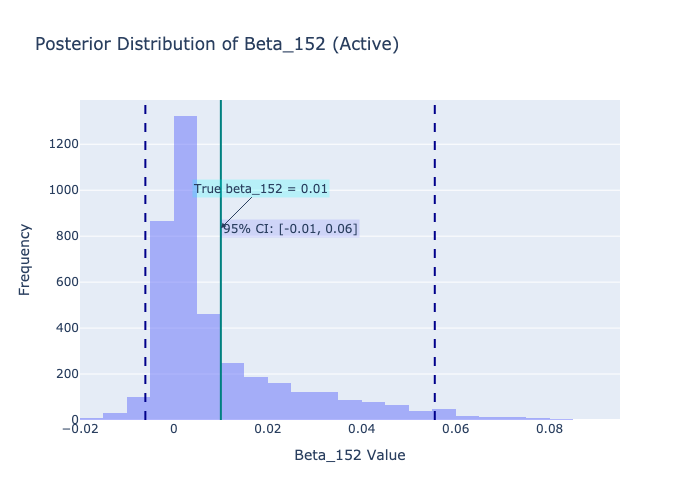 Posterior Distribution of Beta_152 (Active)
1200
1000
800
600
400
200
0
Frequency
True beta_152 = 0.01
95% CI: [-0.01, 0.06]
−0.02
0
0.02
0.04
0.06
0.08
Beta_152 Value